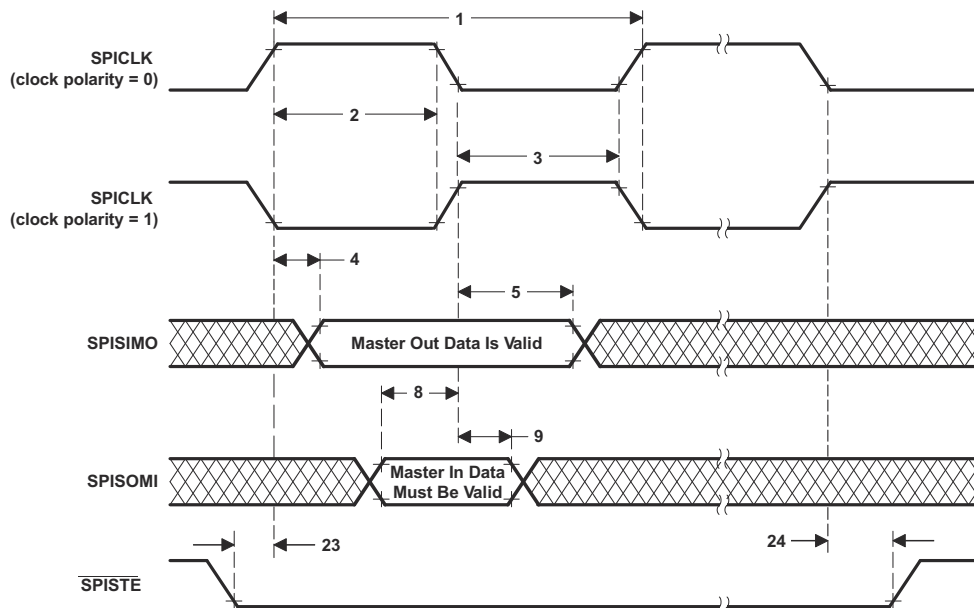 1
SPICLK
(clock polarity = 0)
2
3
SPICLK
(clock polarity = 1)
4
5
SPISIMO
Master Out Data Is Valid
8
9
SPISOMI
Master In Data
Must Be Valid
23
24
SPISTE